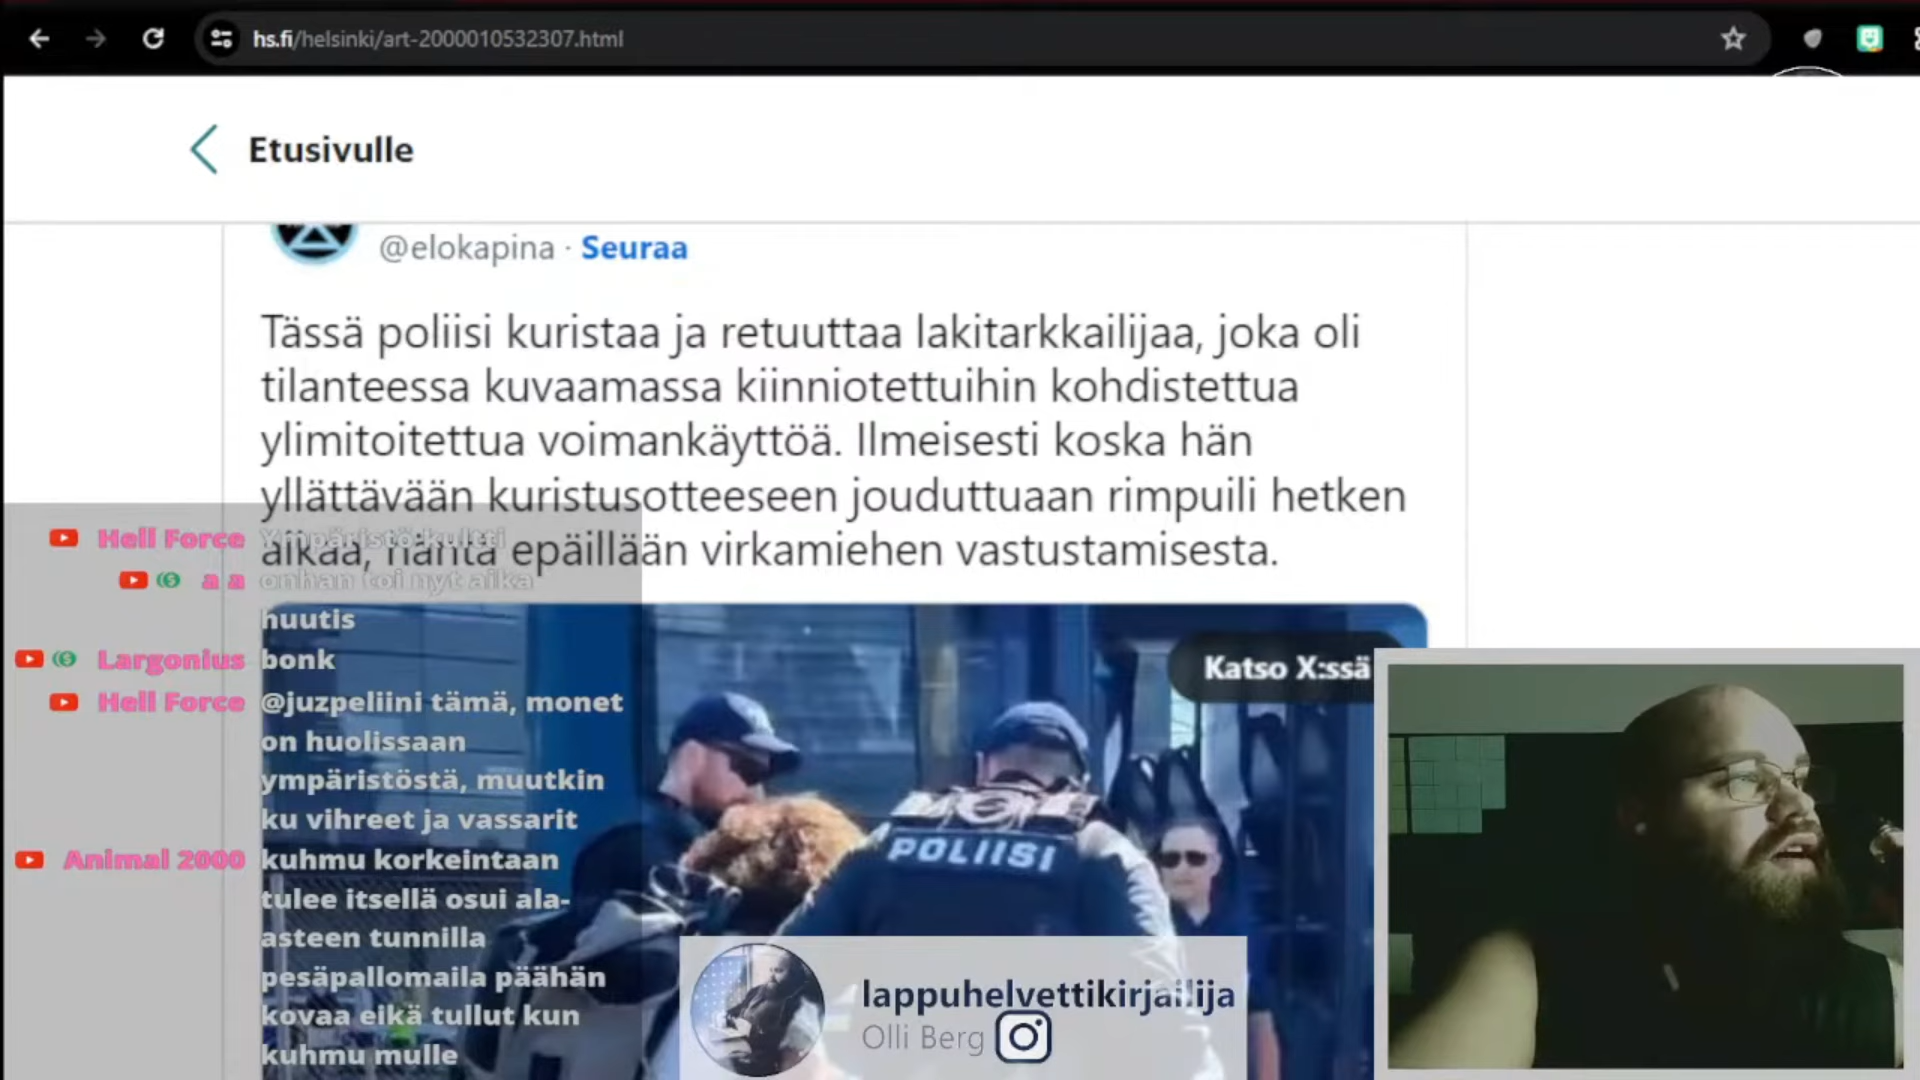 hs.fi/helsinki/art-2000010532307.html
Etusivulle
@elokapina · Seuraa
Tässä poliisi kuristaa ja retuuttaa lakitarkkailijaa, joka oli
tilanteessa kuvaamassa kiinniotettuihin kohdistettua
ylimitoitettua voimankäyttöä. Ilmeisesti koska hän
yllättävään kuristusotteeseen jouduttuaan rimpuili hetken
aikaa, häntä epäillään virkamiehen vastustamisesta.
Katso X:ssä
POLIISI
Hell Force Ympäristökultti
a a onhan toi nyt aika
huutis
Largonius bonk
Hell Force @juzpeliini tämä, monet
on huolissaan
ympäristöstä, muutkin
ku vihreet ja vassarit
Animal 2000 kuhmu korkeintaan
tulee itsellä osui ala-
asteen tunnilla
pesäpallomaila päähän
kovaa eikä tullut kun
kuhmu mulle
lappuhelvettikirjailija
Olli Berg